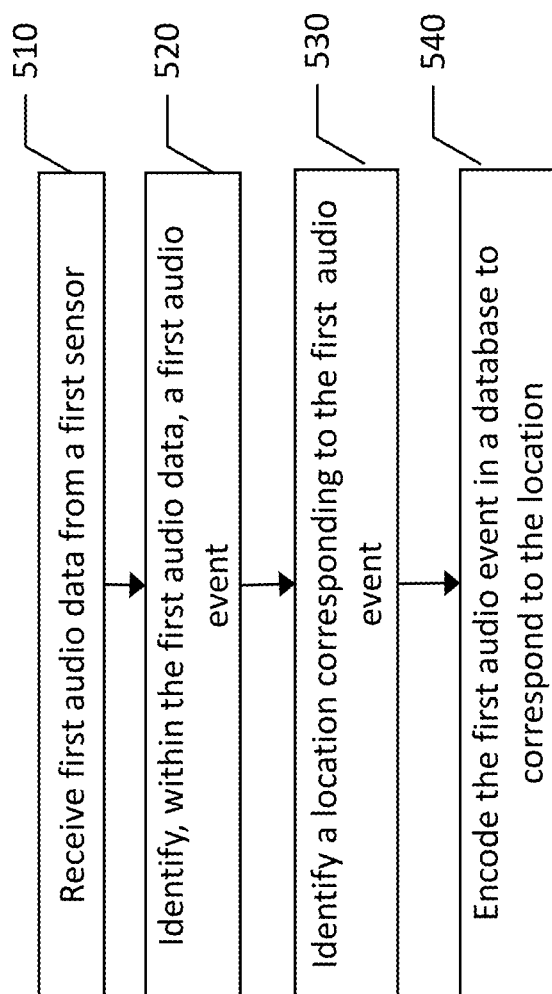 510
Receive first audio data from a first sensor
520
Identify, within the first audio data, a first audio
event
530
Identify a location corresponding to the first audio
event
540
Encode the first audio event in a database to
correspond to the location